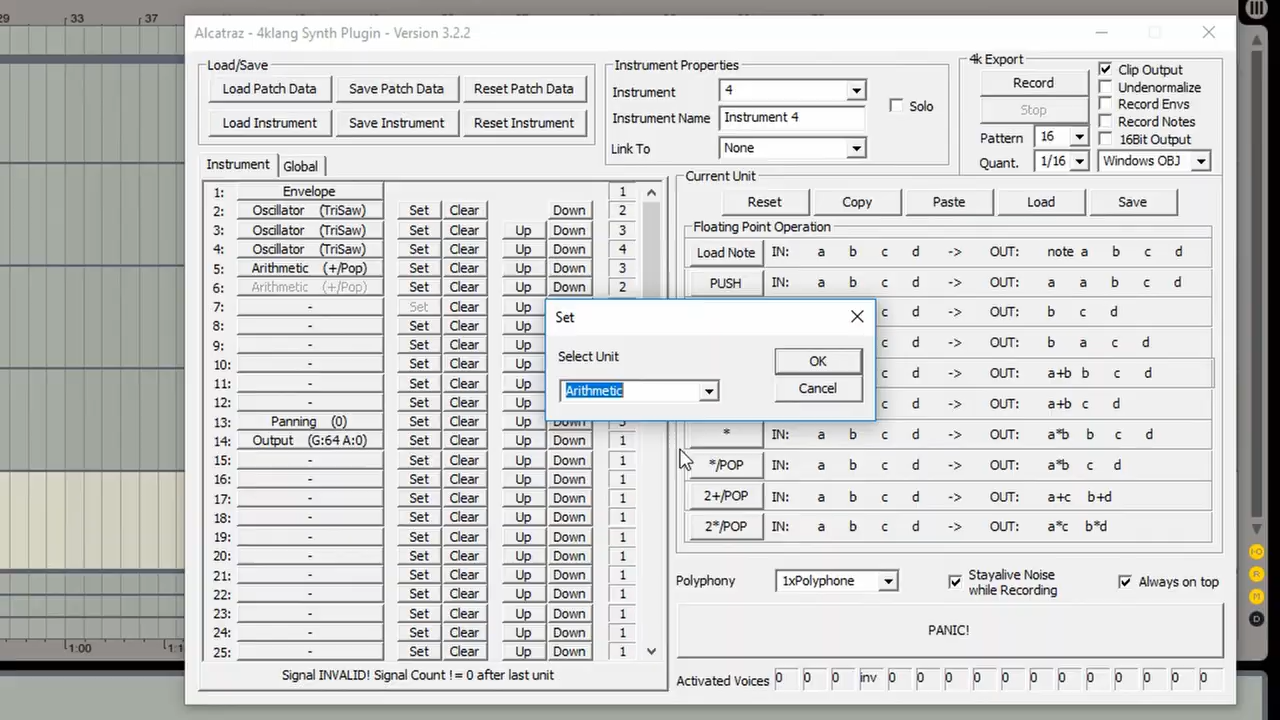 29
33
37
Alcatraz - 4klang Synth Plugin - Version 3.2.2
Load/Save
Load Patch Data Save Patch Data Reset Patch Data
Load Instrument Save Instrument Reset Instrument
Instrument Properties
Instrument 4
Instrument Name Instrument 4
Link To None
Solo
4k Export
Record
Stop
Pattern 16
Quant. 1/16
Clip Output
Undenormalize
Record Envs
Record Notes
16Bit Output
Windows OBJ
Instrument Global
1: Envelope 1
2: Oscillator (TriSaw) Set Clear Down 2
3: Oscillator (TriSaw) Set Clear Up Down 3
4: Oscillator (TriSaw) Set Clear Up Down 4
5: Arithmetic (+/Pop) Set Clear Up Down 3
6: Arithmetic (+/Pop) Set Clear Up Down 2
7: - Set Clear Up
8: - Set Clear Up
9: - Set Clear Up
10: - Set Clear Up
11: - Set Clear Up
12: - Set Clear Up
13: Panning (0) Set Clear Up Down
14: Output (G:64 A:0) Set Clear Up Down 1
15: - Set Clear Up Down 1
16: - Set Clear Up Down 1
17: - Set Clear Up Down 1
18: - Set Clear Up Down 1
19: - Set Clear Up Down 1
20: - Set Clear Up Down 1
21: - Set Clear Up Down 1
22: - Set Clear Up Down 1
23: - Set Clear Up Down 1
24: - Set Clear Up Down 1
25: - Set Clear Up Down 1
Signal INVALID! Signal Count != 0 after last unit
Current Unit
Reset Copy Paste Load Save
Floating Point Operation
Load Note IN: a b c d -> OUT: note a b c d
PUSH IN: a b c d -> OUT: a a b c d
c d -> OUT: b c d
c d -> OUT: b a c d
c d -> OUT: a+b b c d
c d -> OUT: a+b c d
* IN: a b c d -> OUT: a*b b c d
*/POP IN: a b c d -> OUT: a*b c d
2+/POP IN: a b c d -> OUT: a+c b+d
2*/POP IN: a b c d -> OUT: a*c b*d
Set
Select Unit
Arithmetic
OK
Cancel
Polyphony 1xPolyphone
Stayalive Noise
while Recording
Always on top
PANIC!
Activated Voices 0 0 0 inv 0 0 0 0 0 0 0 0 0 0 0 0
1:00
1:1
I-O
R
M
D